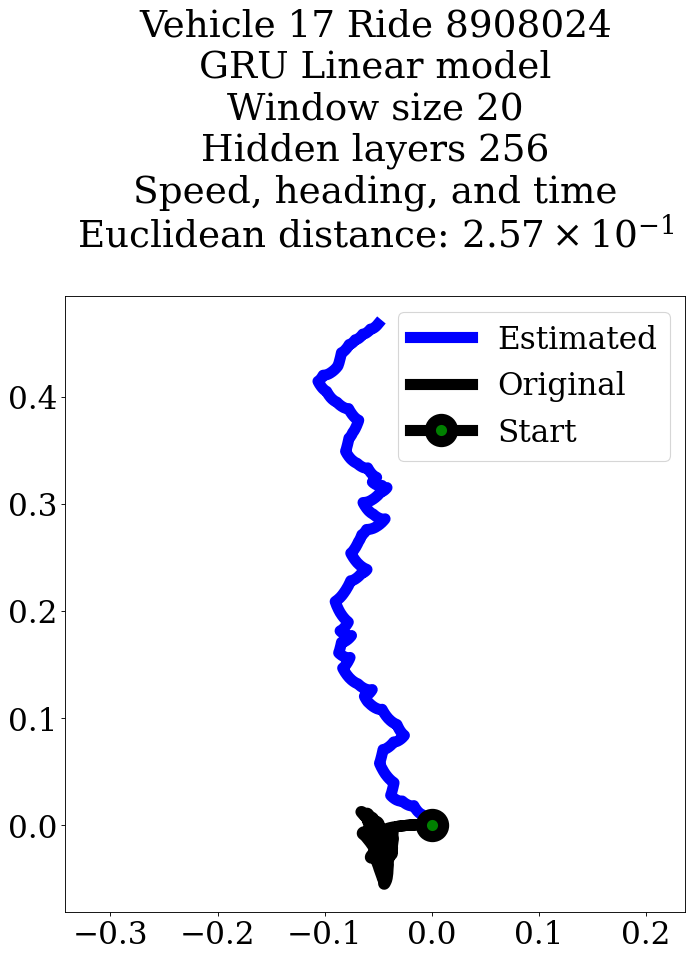 Vehicle 17 Ride 8908024
GRU Linear model
Window size 20
Hidden layers 256
Speed, heading, and time
Euclidean distance: 2.57 × 10⁻¹
Estimated
Original
Start
0.4
0.3
0.2
0.1
0.0
−0.3 −0.2 −0.1 0.0 0.1 0.2